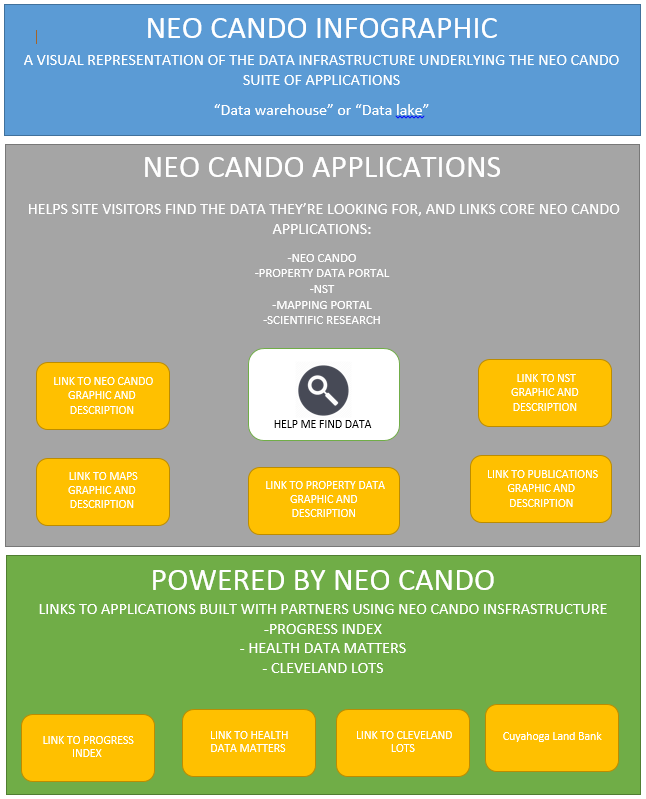 NEO CANDO INFOGRAPHIC
A VISUAL REPRESENTATION OF THE DATA INFRASTRUCTURE UNDERLYING THE NEO CANDO
SUITE OF APPLICATIONS
“Data warehouse” or “Data lake”
NEO CANDO APPLICATIONS
HELPS SITE VISITORS FIND THE DATA THEY’RE LOOKING FOR, AND LINKS CORE NEO CANDO
APPLICATIONS:
-NEO CANDO
-PROPERTY DATA PORTAL
-NST
-MAPPING PORTAL
-SCIENTIFIC RESEARCH
LINK TO NEO CANDO
GRAPHIC AND
DESCRIPTION
HELP ME FIND DATA
LINK TO NST
GRAPHIC AND
DESCRIPTION
LINK TO MAPS
GRAPHIC AND
DESCRIPTION
LINK TO PROPERTY DATA
GRAPHIC AND
DESCRIPTION
LINK TO PUBLICATIONS
GRAPHIC AND
DESCRIPTION
POWERED BY NEO CANDO
LINKS TO APPLICATIONS BUILT WITH PARTNERS USING NEO CANDO INSFRASTRUCTURE
-PROGRESS INDEX
- HEALTH DATA MATTERS
- CLEVELAND LOTS
LINK TO PROGRESS
INDEX
LINK TO HEALTH
DATA MATTERS
LINK TO CLEVELAND
LOTS
Cuyahoga Land Bank